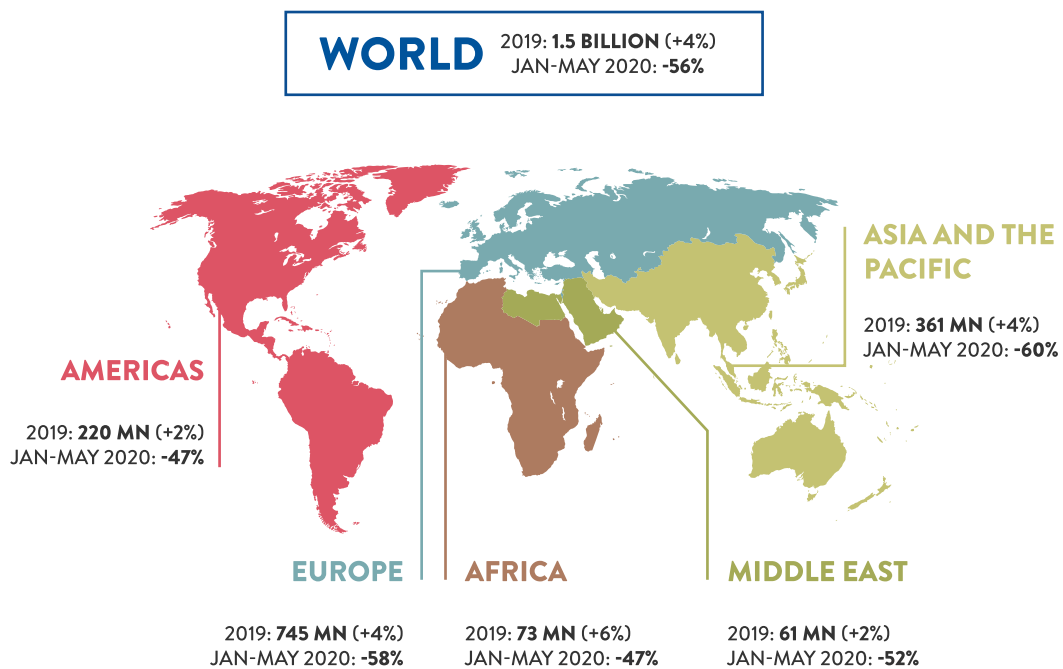 WORLD
2019: 1.5 BILLION (+4%)
JAN-MAY 2020: -56%
ASIA AND THE
PACIFIC
2019: 361 MN (+4%)
JAN-MAY 2020: -60%
AMERICAS
2019: 220 MN (+2%)
JAN-MAY 2020: -47%
EUROPE
2019: 745 MN (+4%)
JAN-MAY 2020: -58%
AFRICA
2019: 73 MN (+6%)
JAN-MAY 2020: -47%
MIDDLE EAST
2019: 61 MN (+2%)
JAN-MAY 2020: -52%